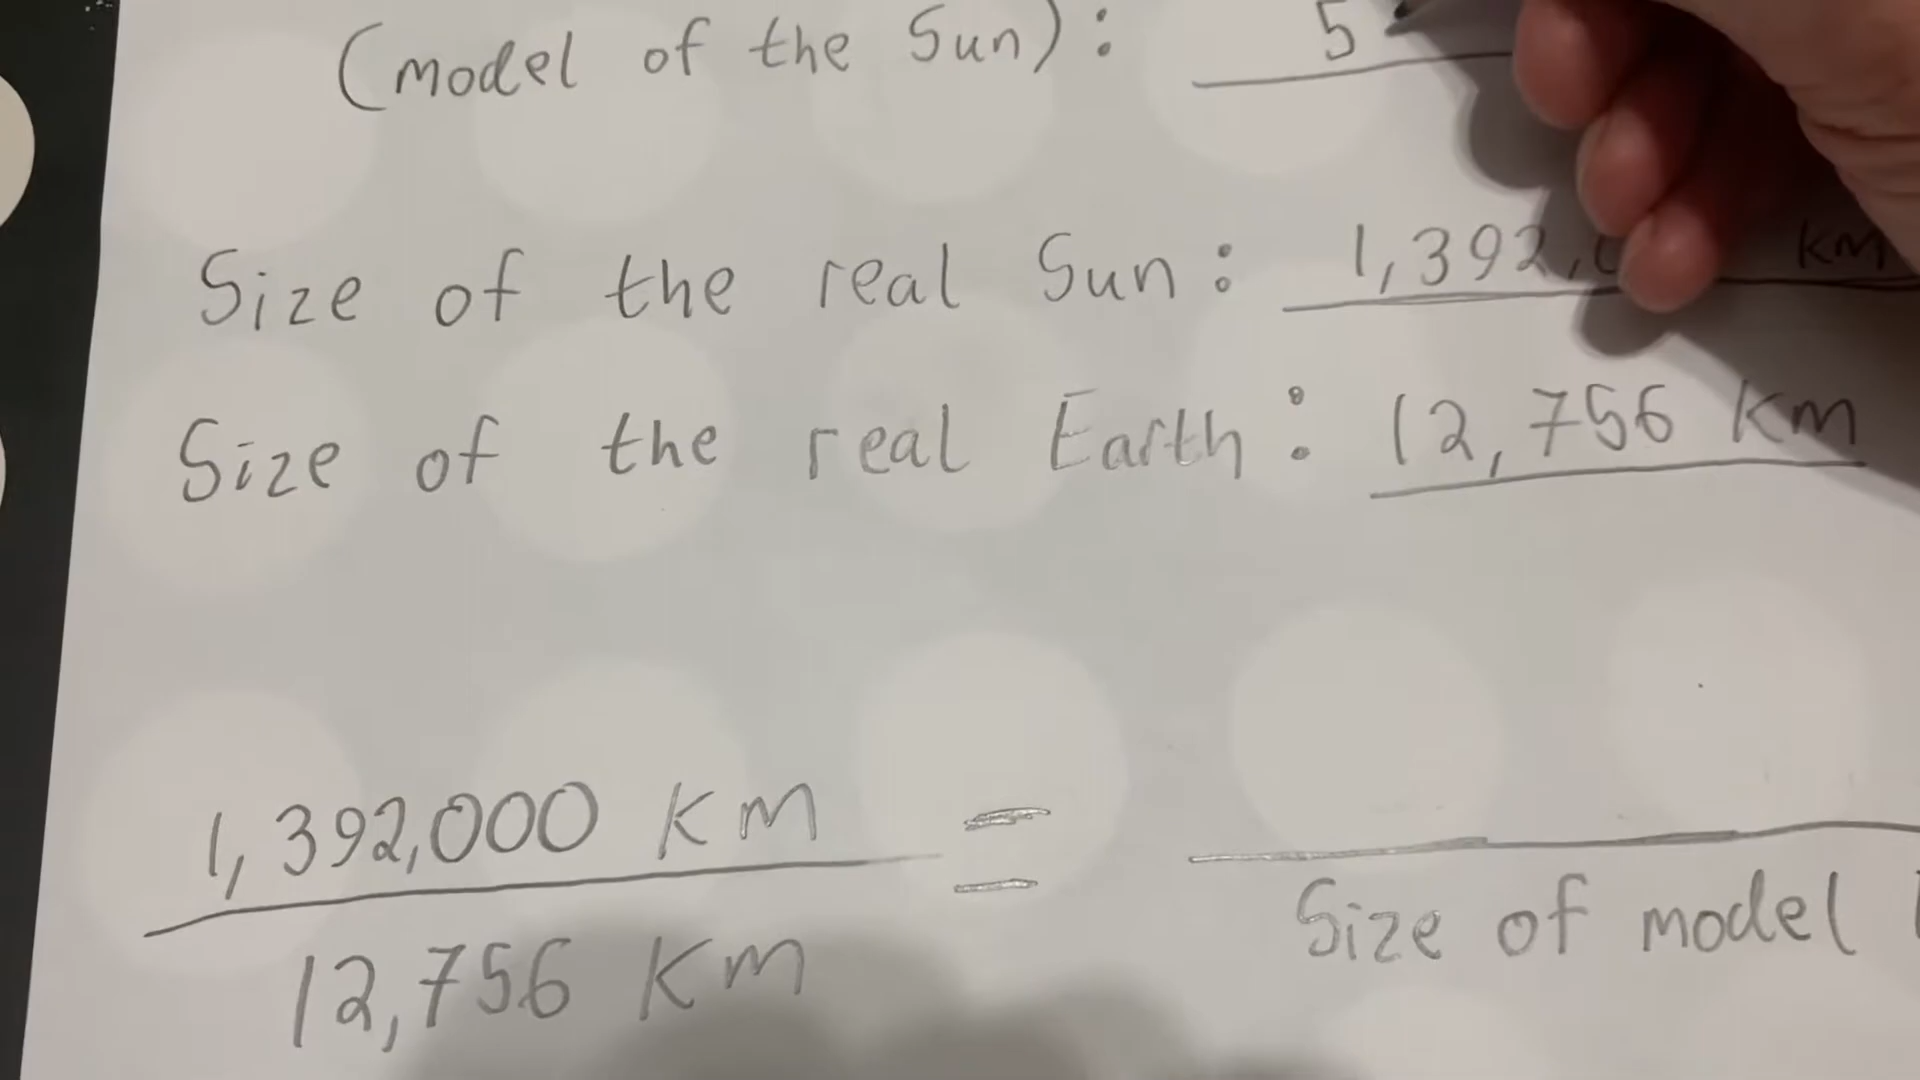 (model of the Sun): 5
Size of the real Sun: 1,392, km
Size of the real Earth: 12,756 km
1,392,000 km =
12,756 km
Size of model